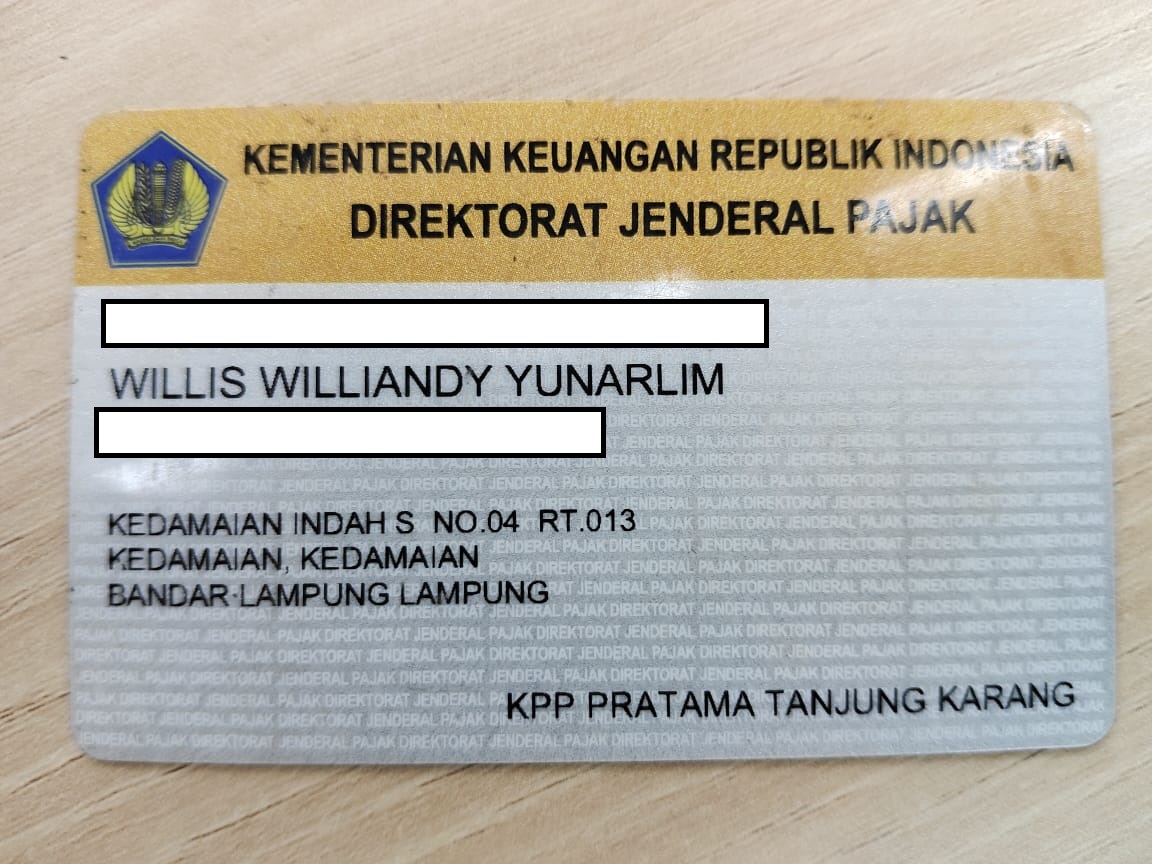 KEMENTERIAN KEUANGAN REPUBLIK INDONESIA
DIREKTORAT JENDERAL PAJAK
WILLIS WILLIANDY YUNARLIM
KEDAMAIAN INDAH S NO.04 RT.013
KEDAMAIAN, KEDAMAIAN
BANDAR LAMPUNG LAMPUNG
KPP PRATAMA TANJUNG KARANG